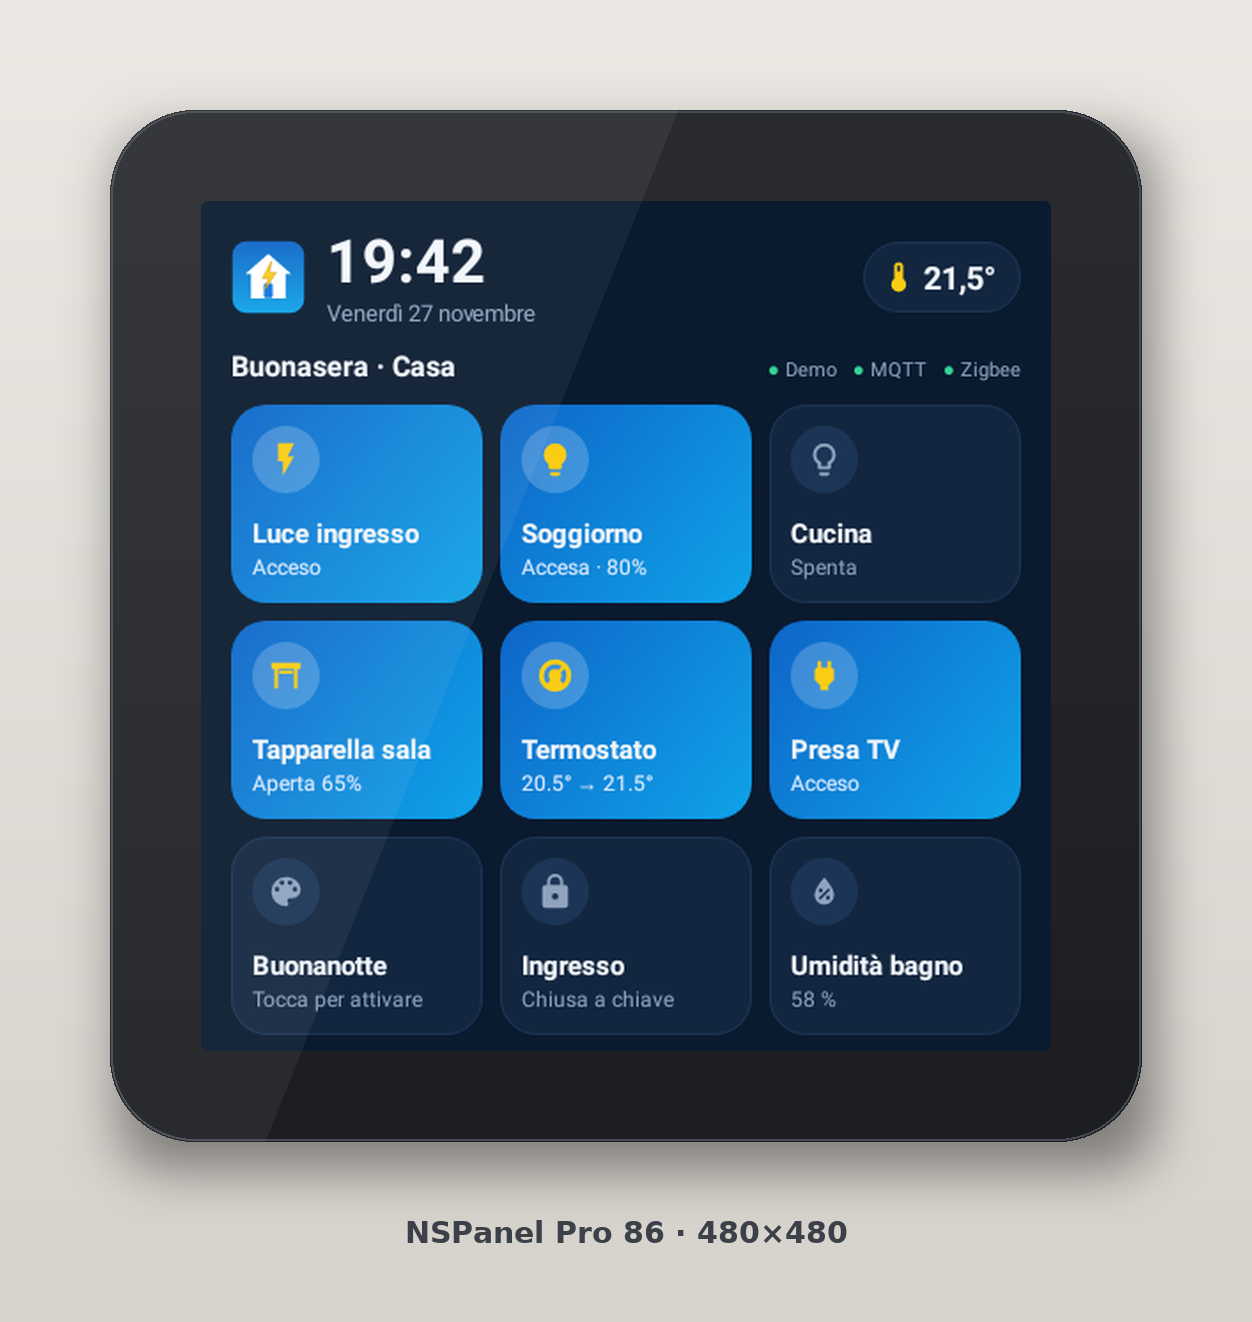 19:42
21,5°
Venerdì 27 novembre
Buonasera · Casa
Demo MQTT Zigbee
Luce ingresso
Acceso
Soggiorno
Accesa · 80%
Cucina
Spenta
Tapparella sala
Aperta 65%
Termostato
20.5° → 21.5°
Presa TV
Acceso
Buonanotte
Tocca per attivare
Ingresso
Chiusa a chiave
Umidità bagno
58 %
NSPanel Pro 86 · 480×480